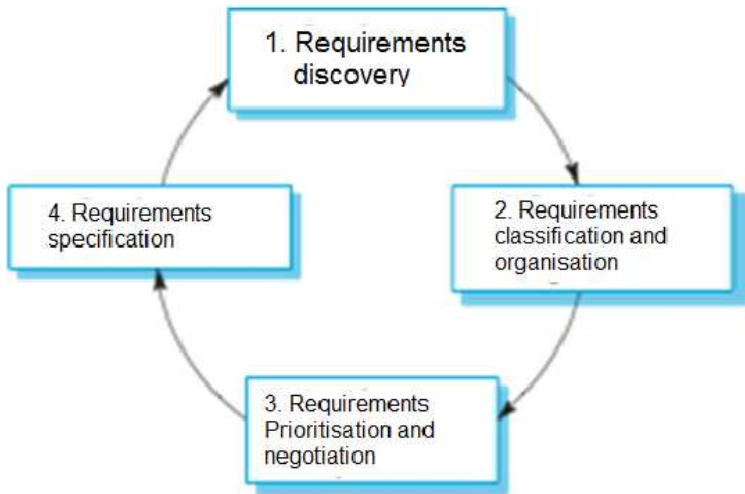 1. Requirements
discovery
2. Requirements
classification and
organisation
3. Requirements
Prioritisation and
negotiation
4. Requirements
specification